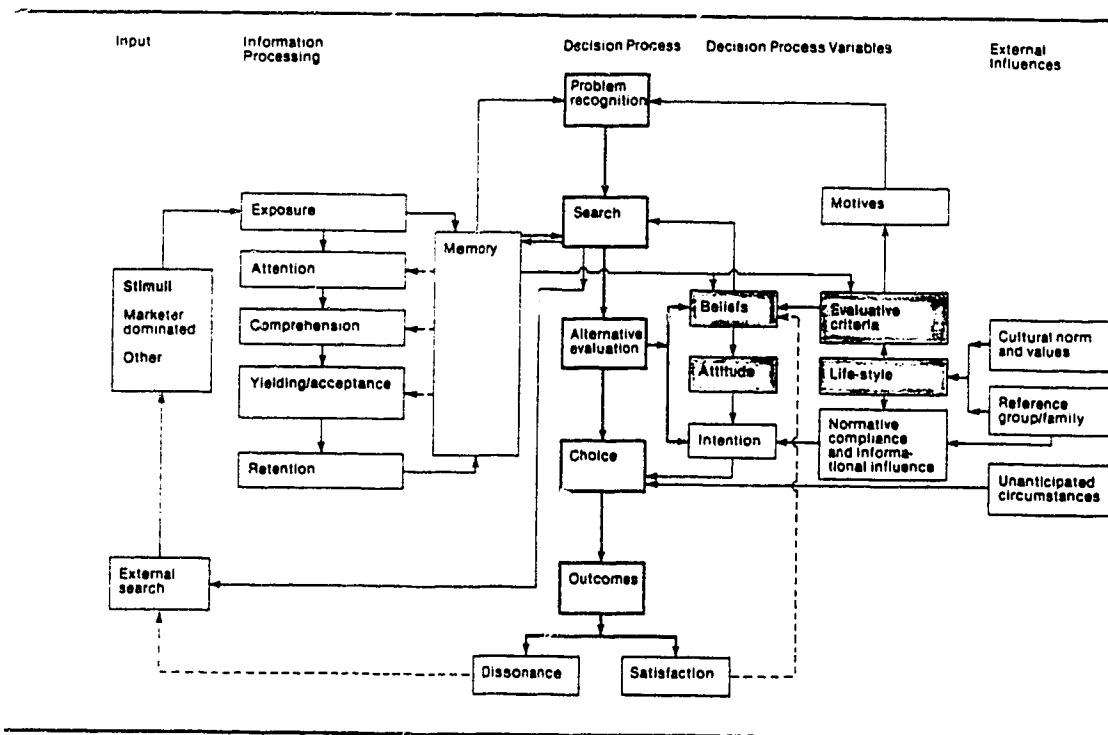 Input
Information
Processing
Decision Process
Decision Process Variables
External
Influences
Problem
recognition
Search
Motives
Exposure
Memory
Attention
Stimuli
Marketer
dominated
Other
Comprehension
Yielding/acceptance
Retention
Alternative
evaluation
Beliefs
Evaluative
criteria
Attitude
Life-style
Cultural norm
and values
Reference
group/family
Intention
Normative
compliance
and informa-
tional influence
Choice
Unanticipated
circumstances
External
search
Outcomes
Dissonance
Satisfaction